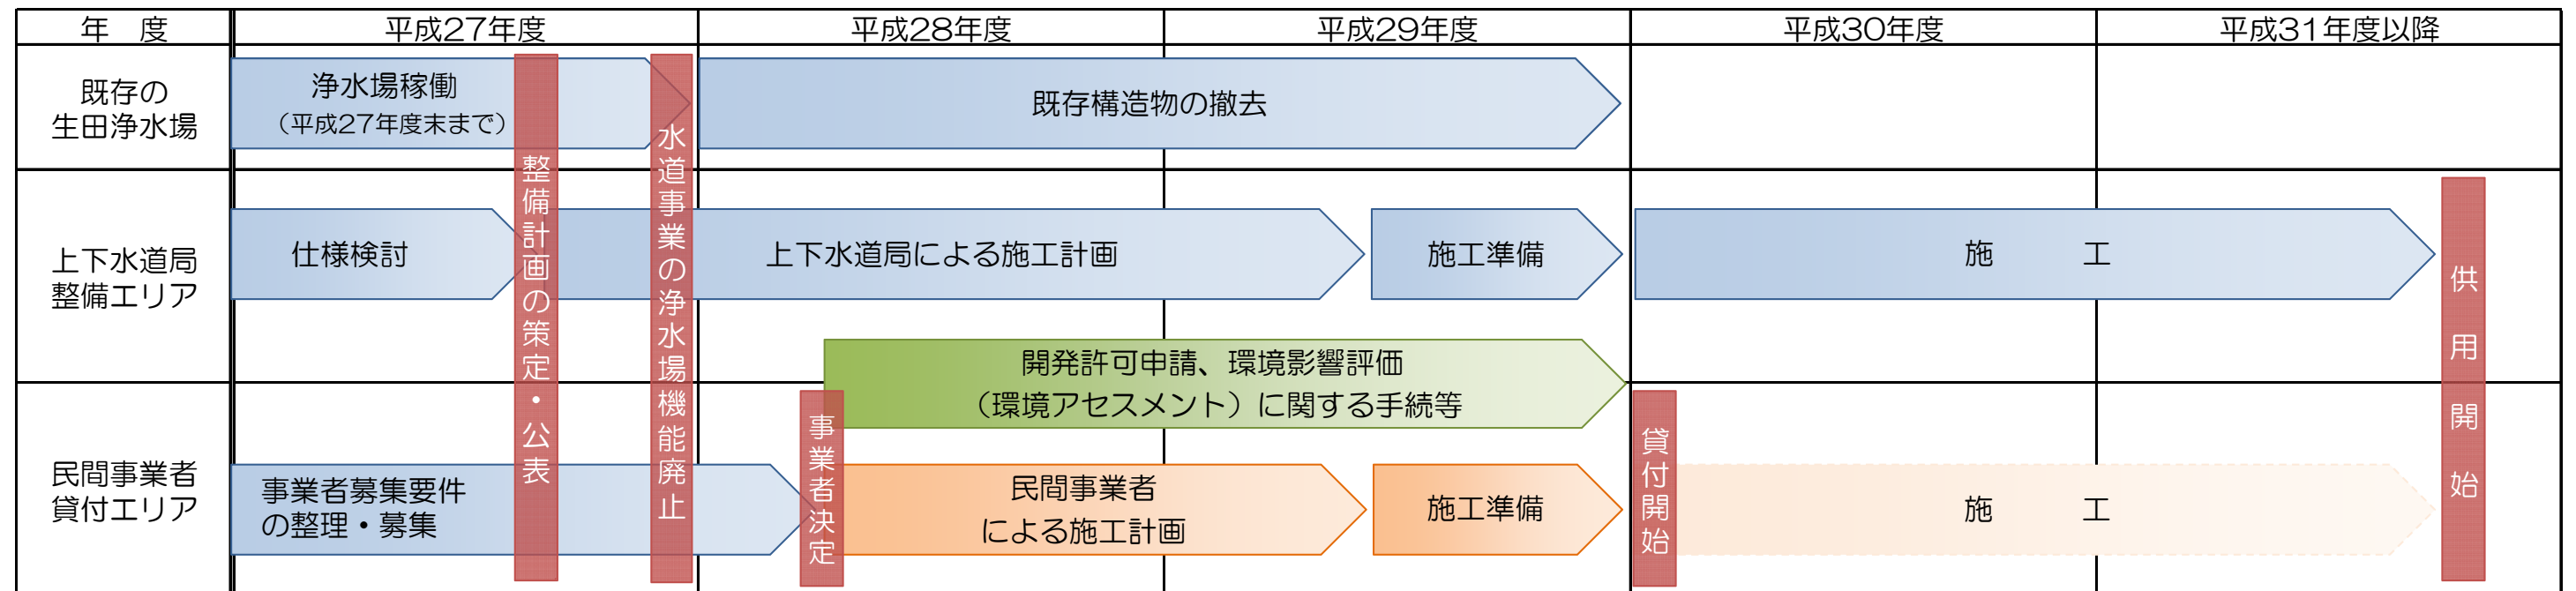 年　度
平成27年度
平成28年度
平成29年度
平成30年度
平成31年度以降
既存の
生田浄水場
浄水場稼働
（平成27年度末まで）
既存構造物の撤去
上下水道局
整備エリア
仕様検討
上下水道局による施工計画
施工準備
施　工
開発許可申請、環境影響評価
（環境アセスメント）に関する手続等
民間事業者
貸付エリア
事業者募集要件
の整理・募集
民間事業者
による施工計画
施工準備
施　工
整備計画の策定・公表
水道事業の浄水場機能廃止
事業者決定
貸付開始
供用開始